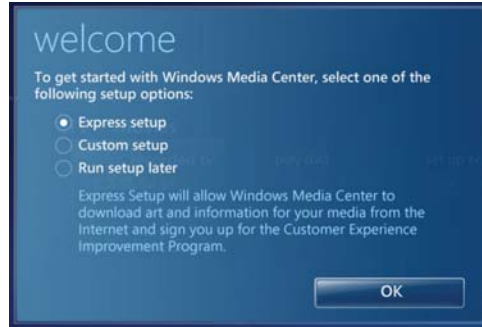 welcome
To get started with Windows Media Center, select one of the
following setup options:
Express setup
Custom setup
Run setup later
Express Setup will allow Windows Media Center to
download art and information for your media from the
Internet and sign you up for the Customer Experience
Improvement Program.
OK